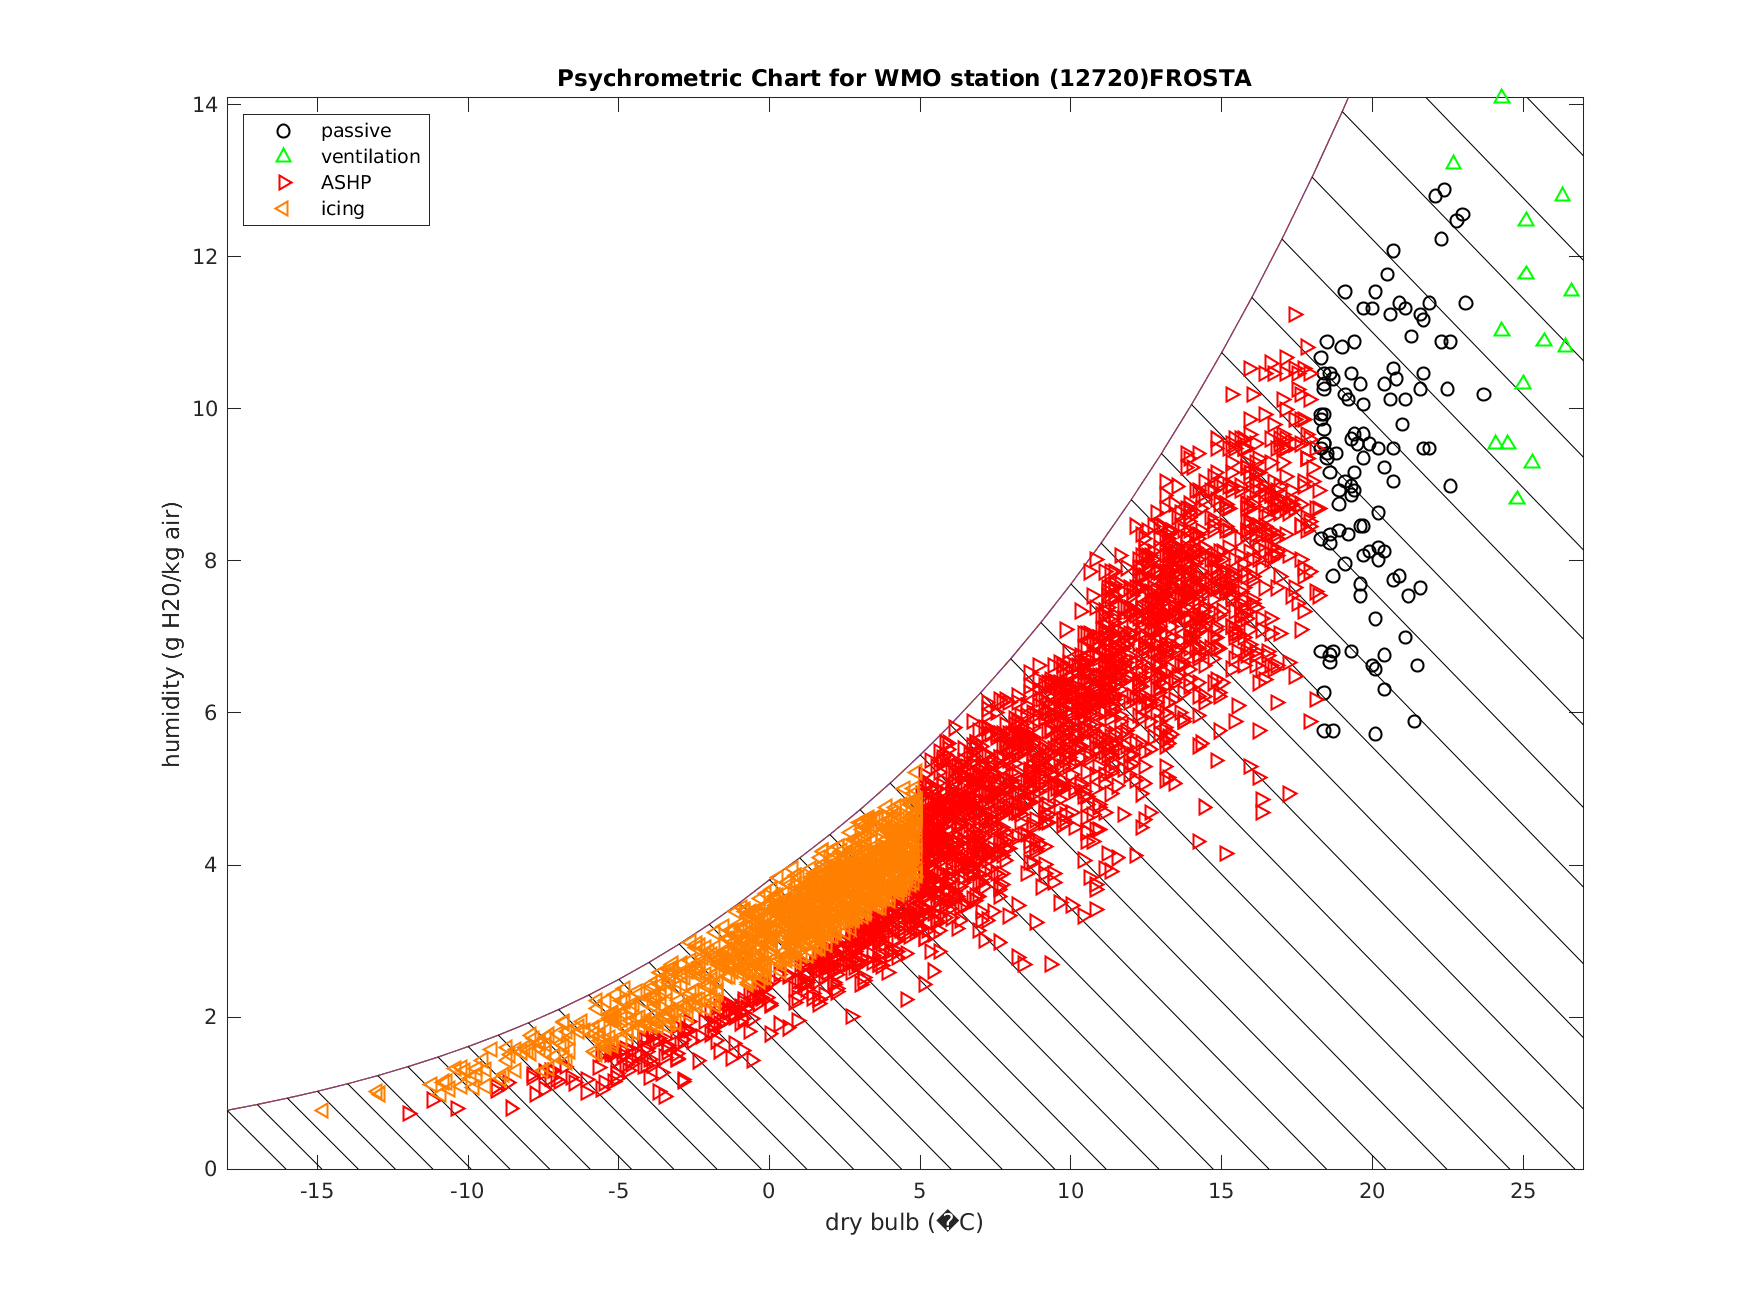 Psychrometric Chart for WMO station (12720)FROSTA
passive
ventilation
ASHP
icing
14
12
10
8
6
4
2
0
humidity (g H20/kg air)
-15 -10 -5 0 5 10 15 20 25
dry bulb (�C)